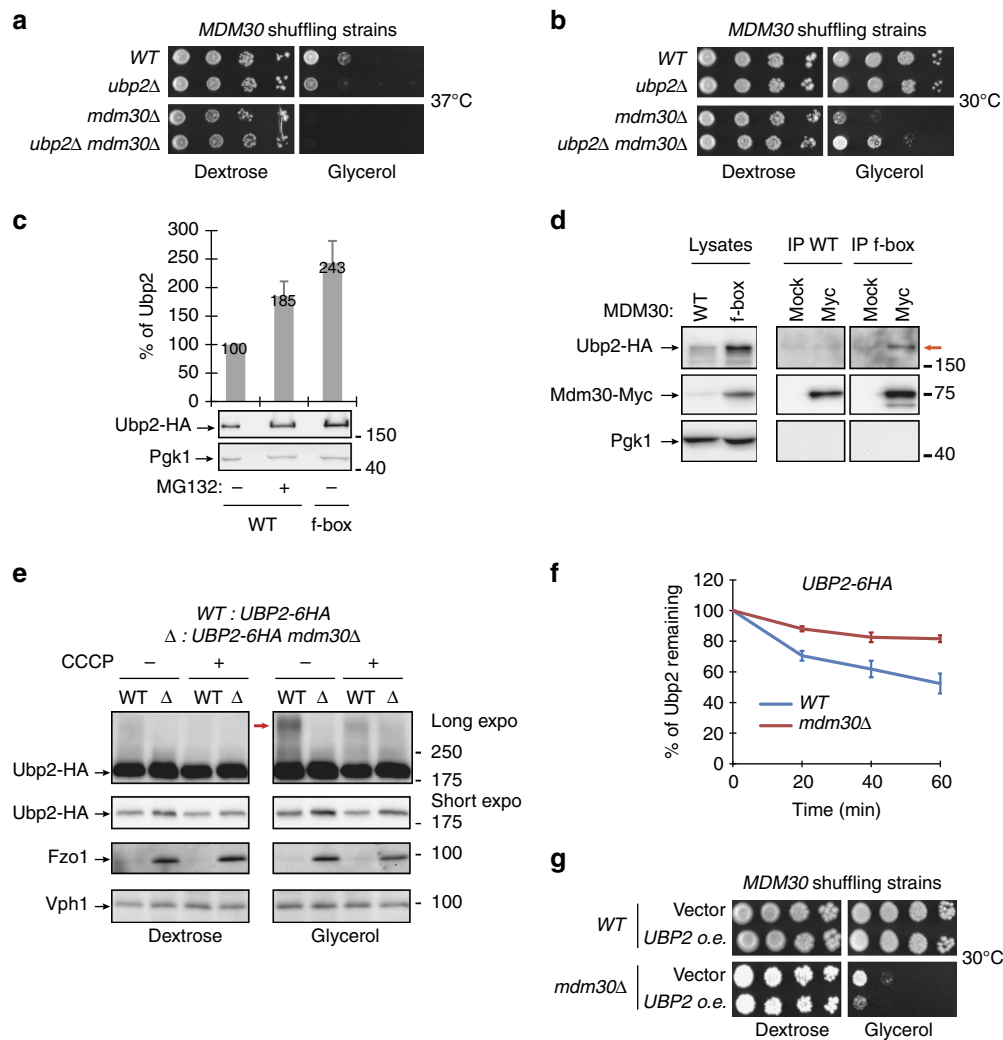 a
MDM30 shuffling strains
WT
ubp2Δ
mdm30Δ
ubp2Δ mdm30Δ
37°C
Dextrose Glycerol
b
MDM30 shuffling strains
WT
ubp2Δ
mdm30Δ
ubp2Δ mdm30Δ
30°C
Dextrose Glycerol
c
% of Ubp2
300
250
200
150
100
50
0
100
185
243
Ubp2-HA
150
Pgk1
40
MG132: – + –
WT f-box
d
Lysates IP WT IP f-box
MDM30: WT f-box Mock Myc Mock Myc
Ubp2-HA
150
Mdm30-Myc
75
Pgk1
40
e
WT : UBP2-6HA
Δ : UBP2-6HA mdm30Δ
CCCP – + – +
WT Δ WT Δ WT Δ WT Δ
Long expo
250
Ubp2-HA
175
Short expo
Ubp2-HA
175
Fzo1
100
Vph1
100
Dextrose Glycerol
f
UBP2-6HA
% of Ubp2 remaining
120
100
80
60
40
20
0
WT
mdm30Δ
0 20 40 60
Time (min)
g
MDM30 shuffling strains
WT
Vector
UBP2 o.e.
mdm30Δ
Vector
UBP2 o.e.
30°C
Dextrose Glycerol